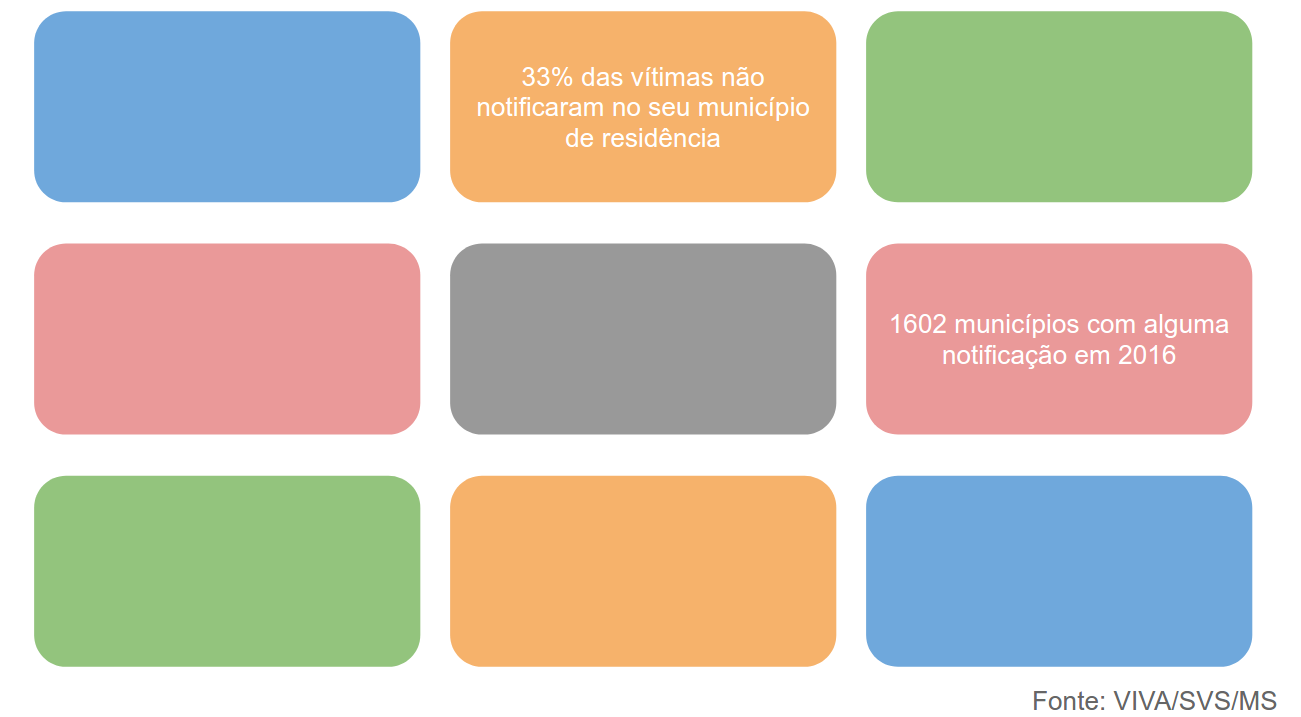 33% das vítimas não
notificaram no seu município
de residência
1602 municípios com alguma
notificação em 2016
Fonte: VIVA/SVS/MS